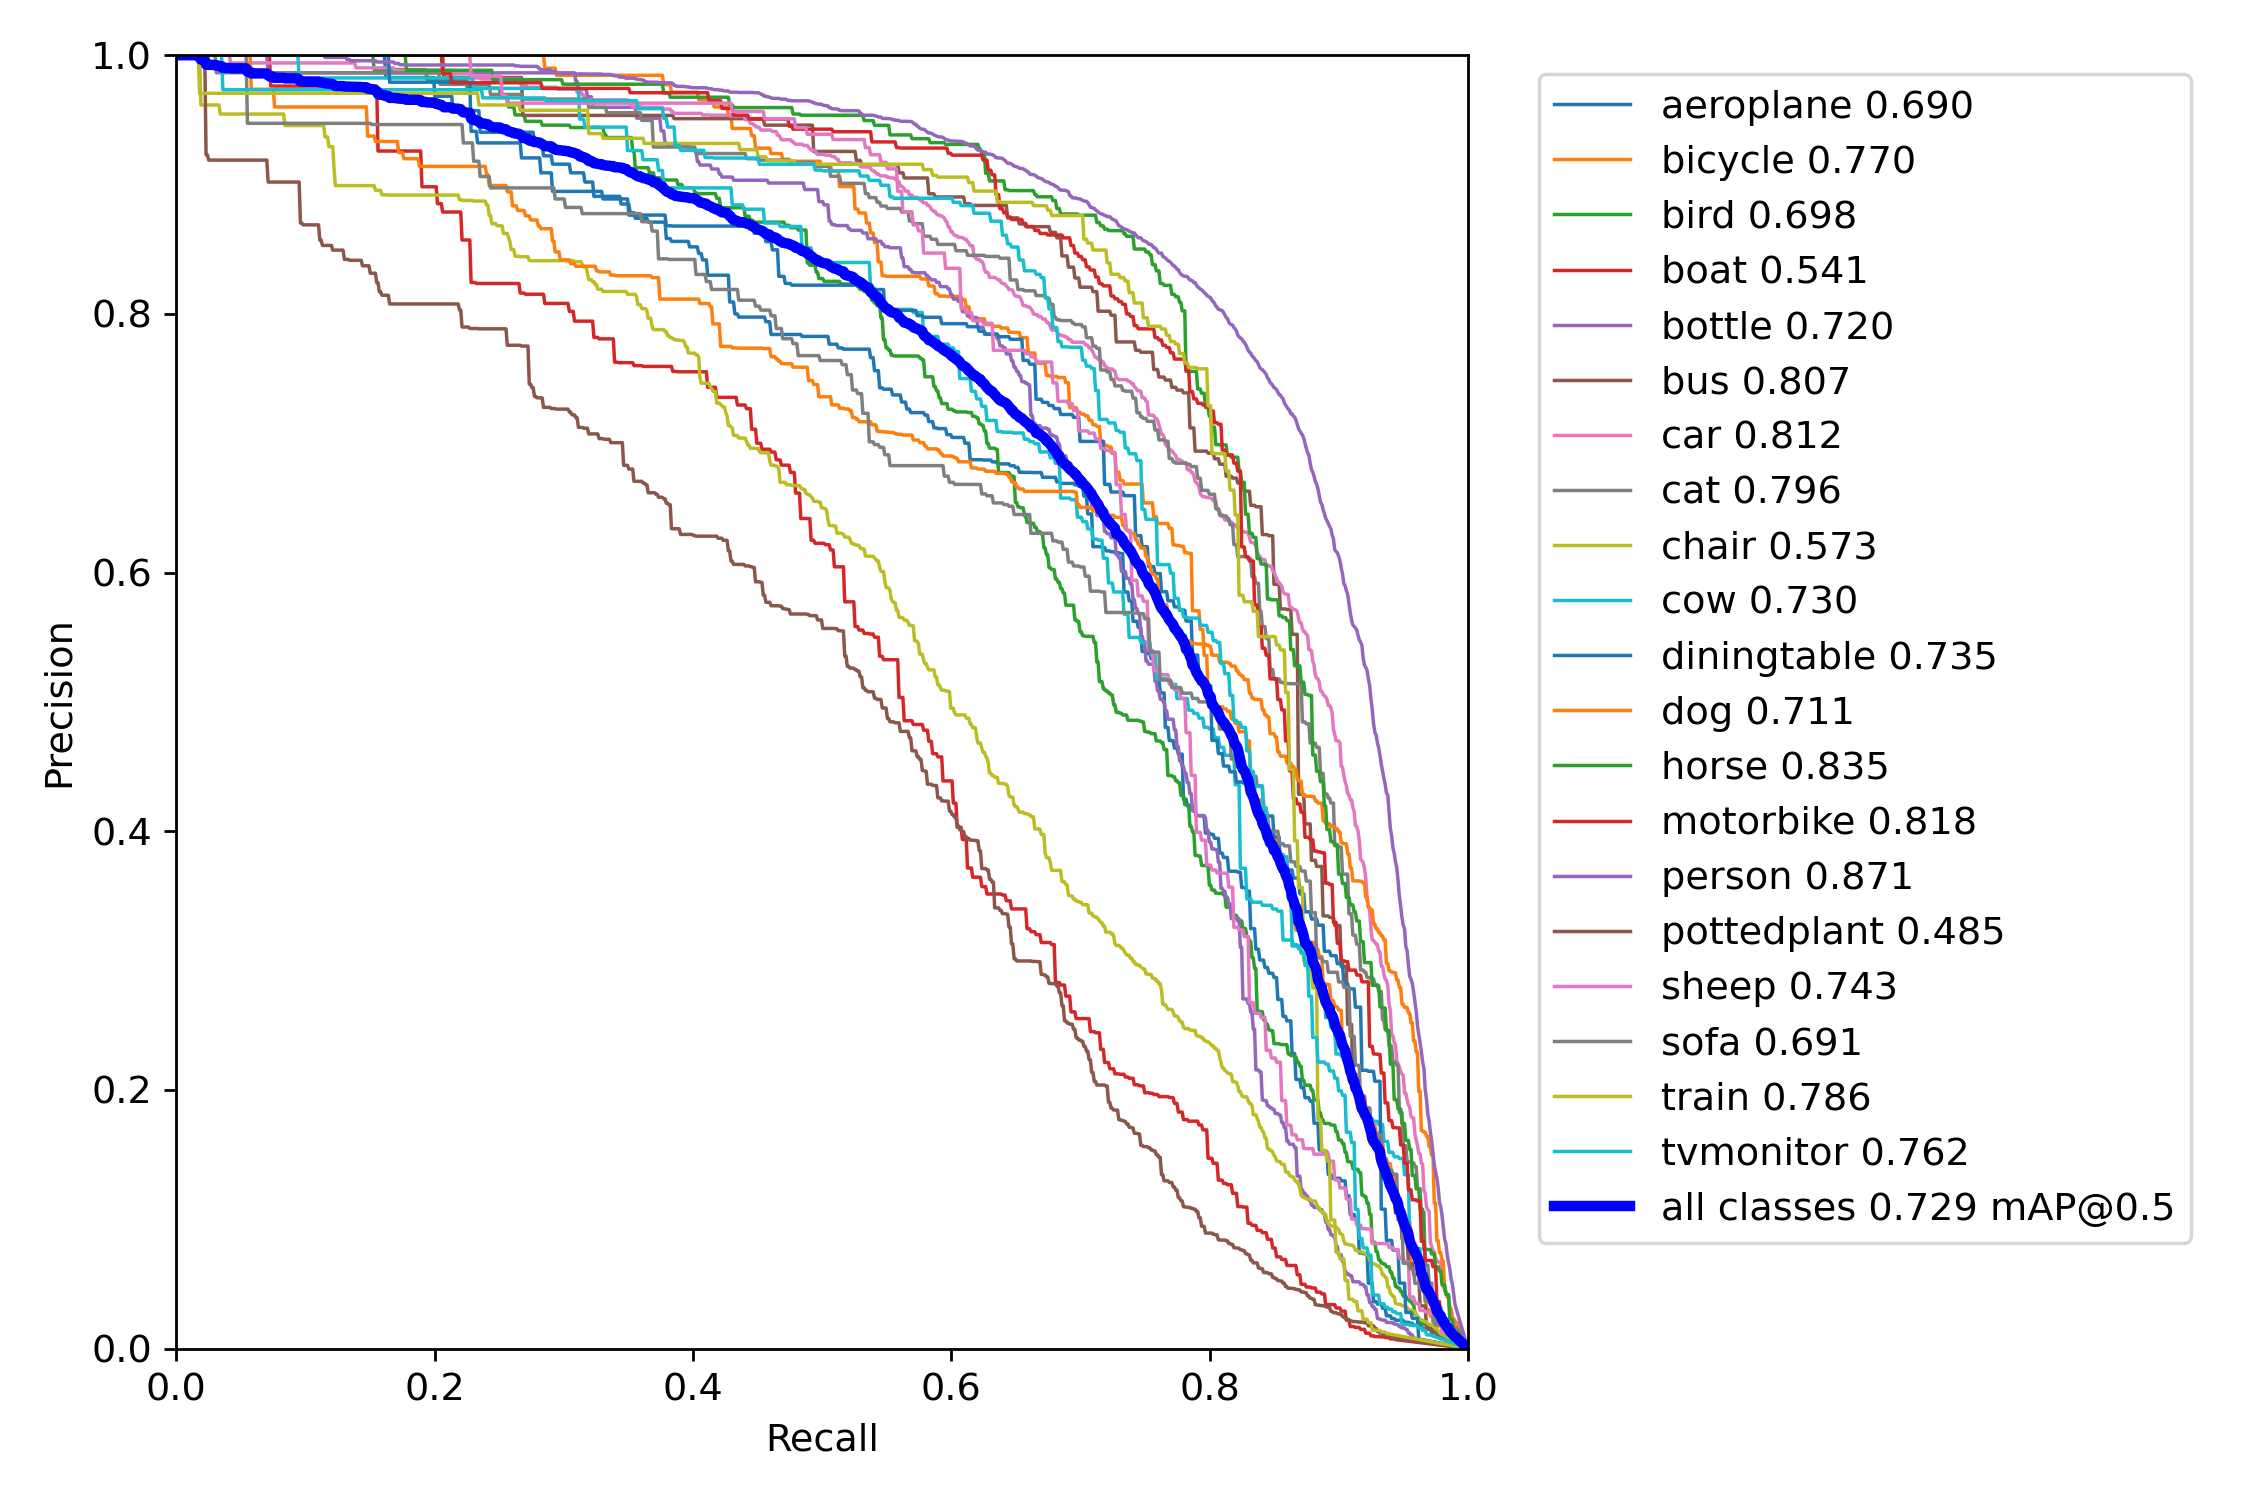 1.0
0.8
0.6
0.4
0.2
0.0
Precision
0.0 0.2 0.4 0.6 0.8 1.0
Recall
aeroplane 0.690
bicycle 0.770
bird 0.698
boat 0.541
bottle 0.720
bus 0.807
car 0.812
cat 0.796
chair 0.573
cow 0.730
diningtable 0.735
dog 0.711
horse 0.835
motorbike 0.818
person 0.871
pottedplant 0.485
sheep 0.743
sofa 0.691
train 0.786
tvmonitor 0.762
all classes 0.729 mAP@0.5